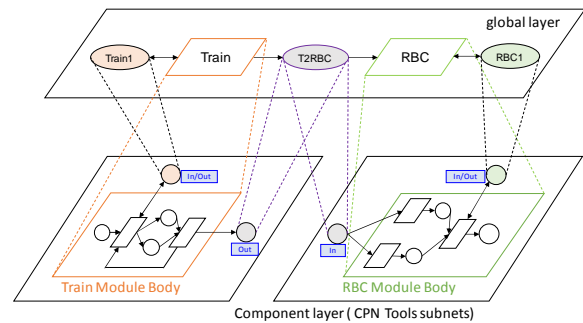 global layer
Train1
Train
T2RBC
RBC
RBC1
In/Out
In/Out
Out
In
Train Module Body
RBC Module Body
Component layer ( CPN Tools subnets)